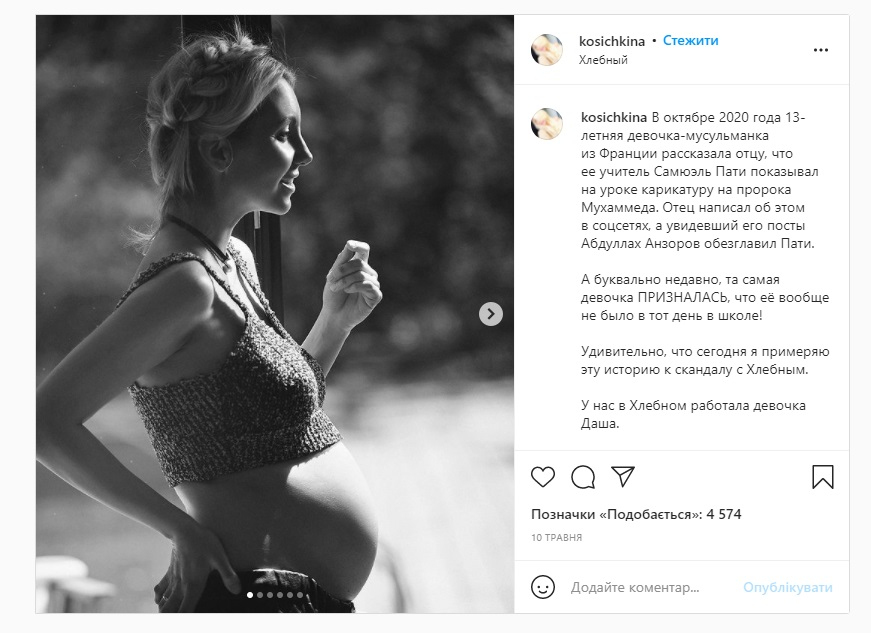 kosichkina • Стежити
Хлебный
kosichkina В октябре 2020 года 13-
летняя девочка-мусульманка
из Франции рассказала отцу, что
ее учитель Самюэль Пати показывал
на уроке карикатуру на пророка
Мухаммеда. Отец написал об этом
в соцсетях, а увидевший его посты
Абдуллах Анзоров обезглавил Пати.
А буквально недавно, та самая
девочка ПРИЗНАЛАСЬ, что её вообще
не было в тот день в школе!
Удивительно, что сегодня я примеряю
эту историю к скандалу с Хлебным.
У нас в Хлебном работала девочка
Даша.
Позначки «Подобається»: 4 574
10 ТРАВНЯ
Додайте коментар... Опублікувати